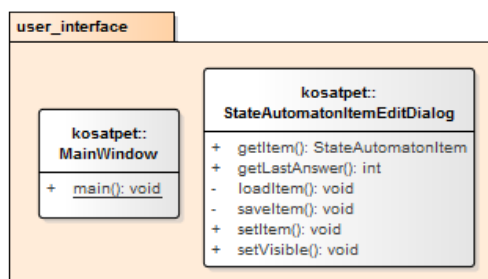 user_interface
kosatpet::
MainWindow
+ main(): void
kosatpet::
StateAutomatonItemEditDialog
+ getItem(): StateAutomatonItem
+ getLastAnswer(): int
- loadItem(): void
- saveItem(): void
+ setItem(): void
+ setVisible(): void